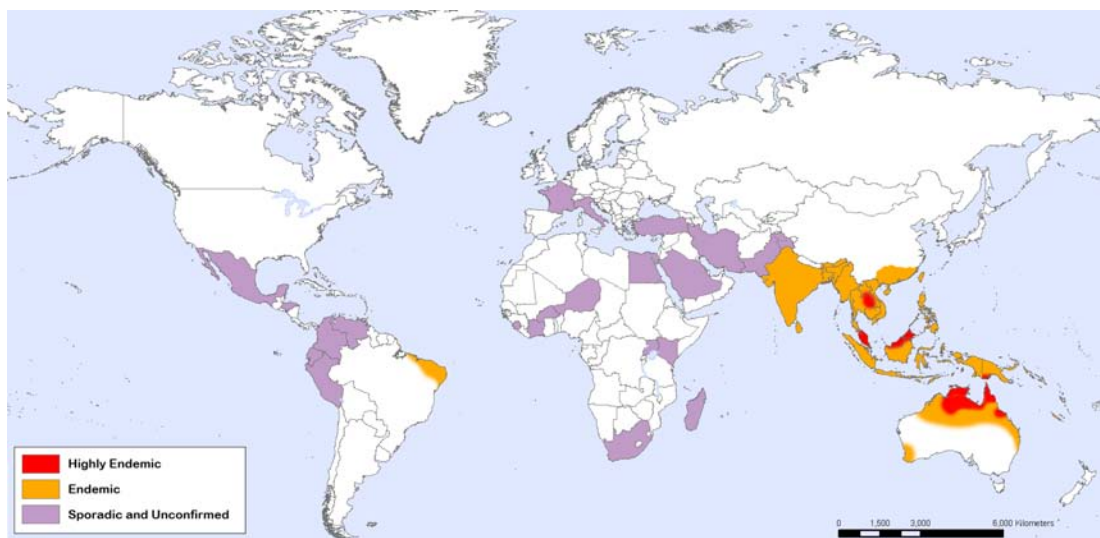 Highly Endemic
Endemic
Sporadic and Unconfirmed
0 1,500 3,000 6,000 Kilometers